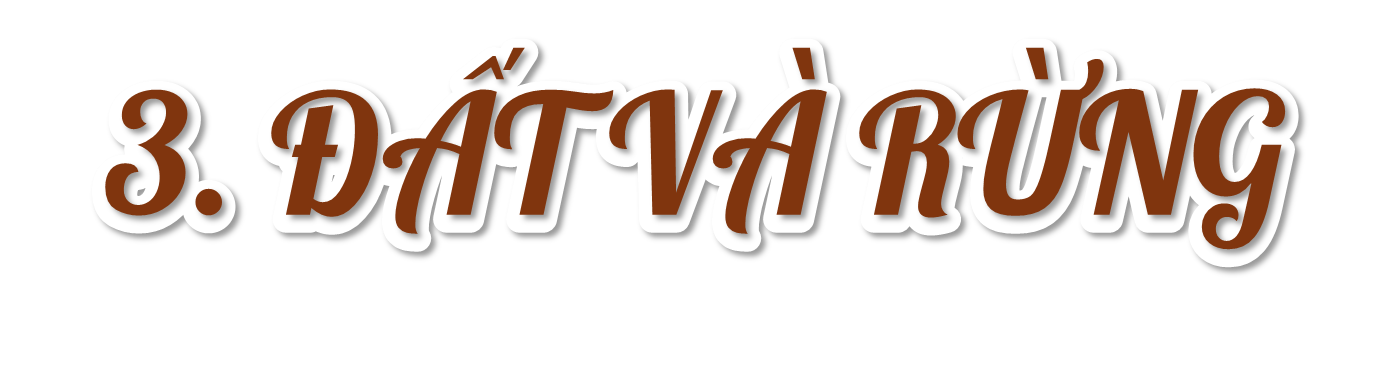 3. ĐẤT VÀ RỪNG